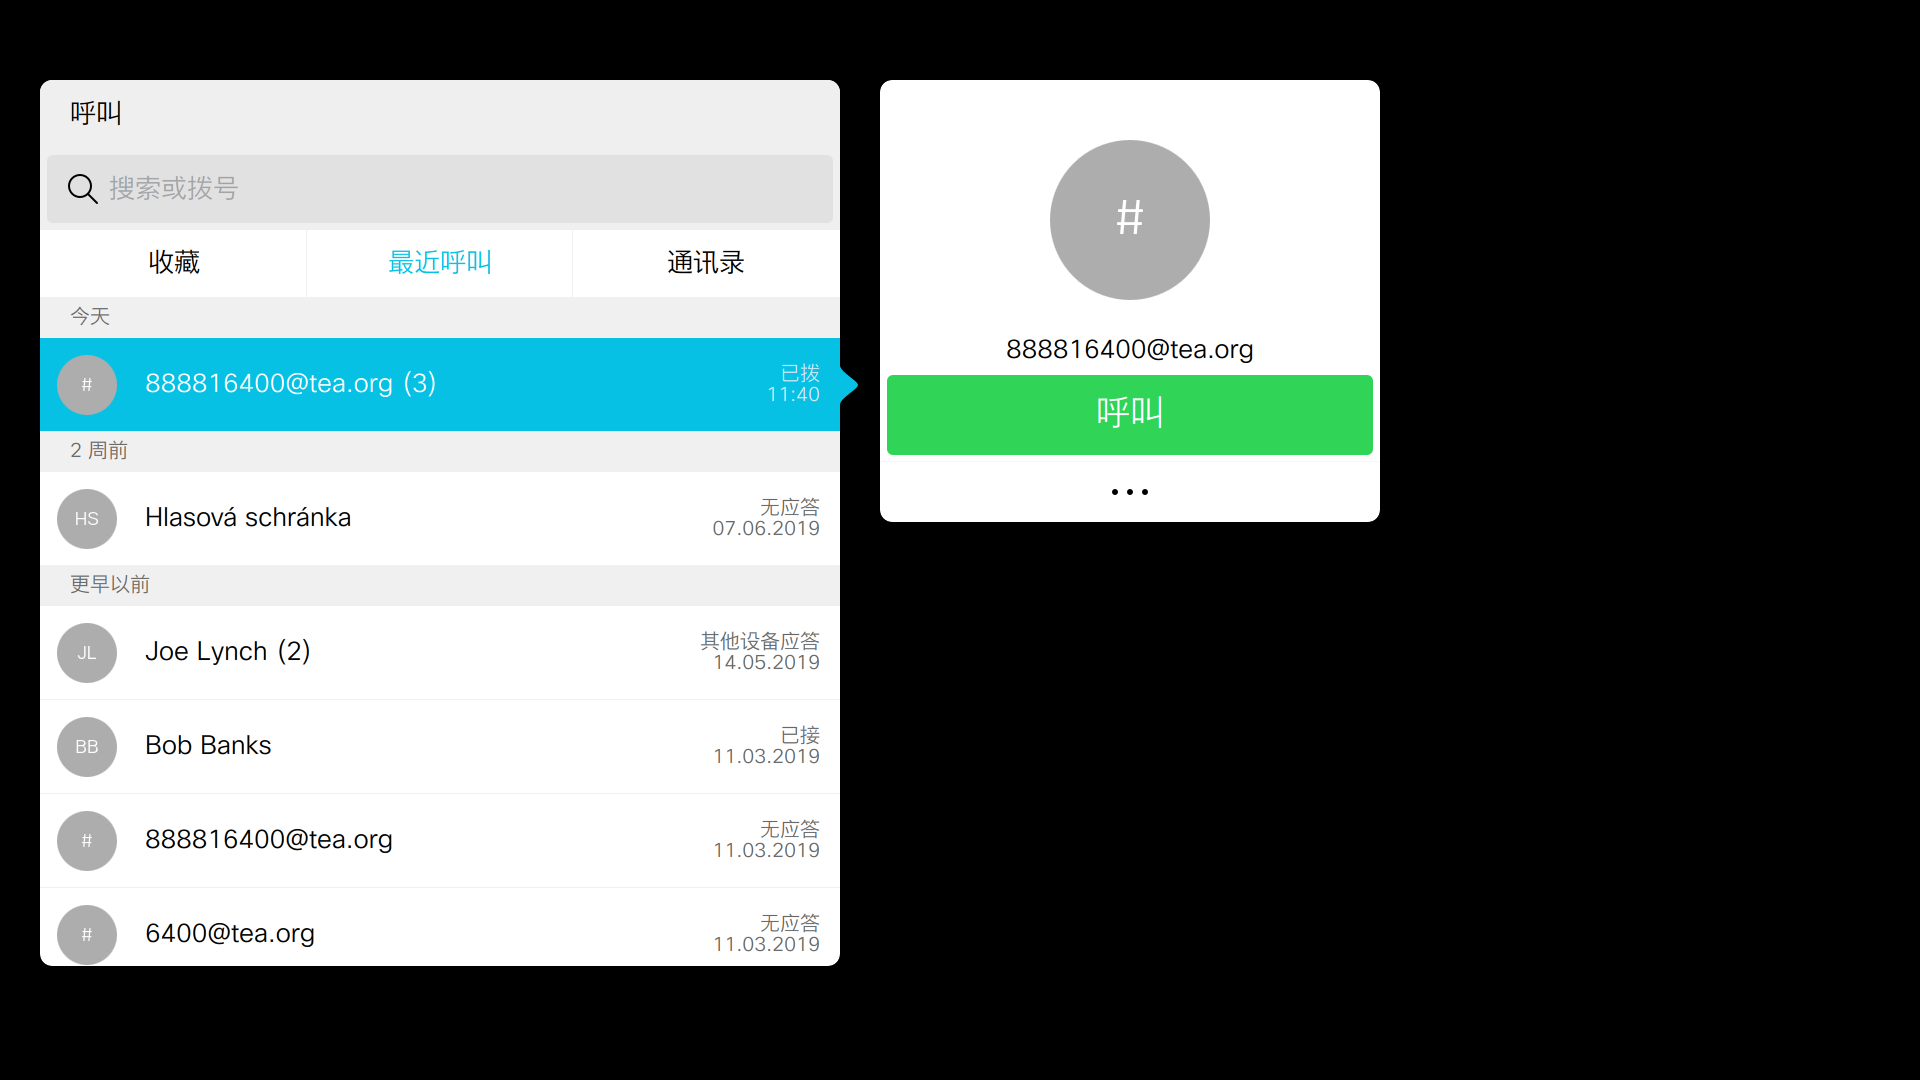 呼叫
搜索或拨号
收藏
最近呼叫
通讯录
今天
#
888816400@tea.org (3)
已拨
11:40
2 周前
HS
Hlasová schránka
无应答
07.06.2019
更早以前
JL
Joe Lynch (2)
其他设备应答
14.05.2019
BB
Bob Banks
已接
11.03.2019
#
888816400@tea.org
无应答
11.03.2019
#
6400@tea.org
无应答
11.03.2019
#
888816400@tea.org
呼叫